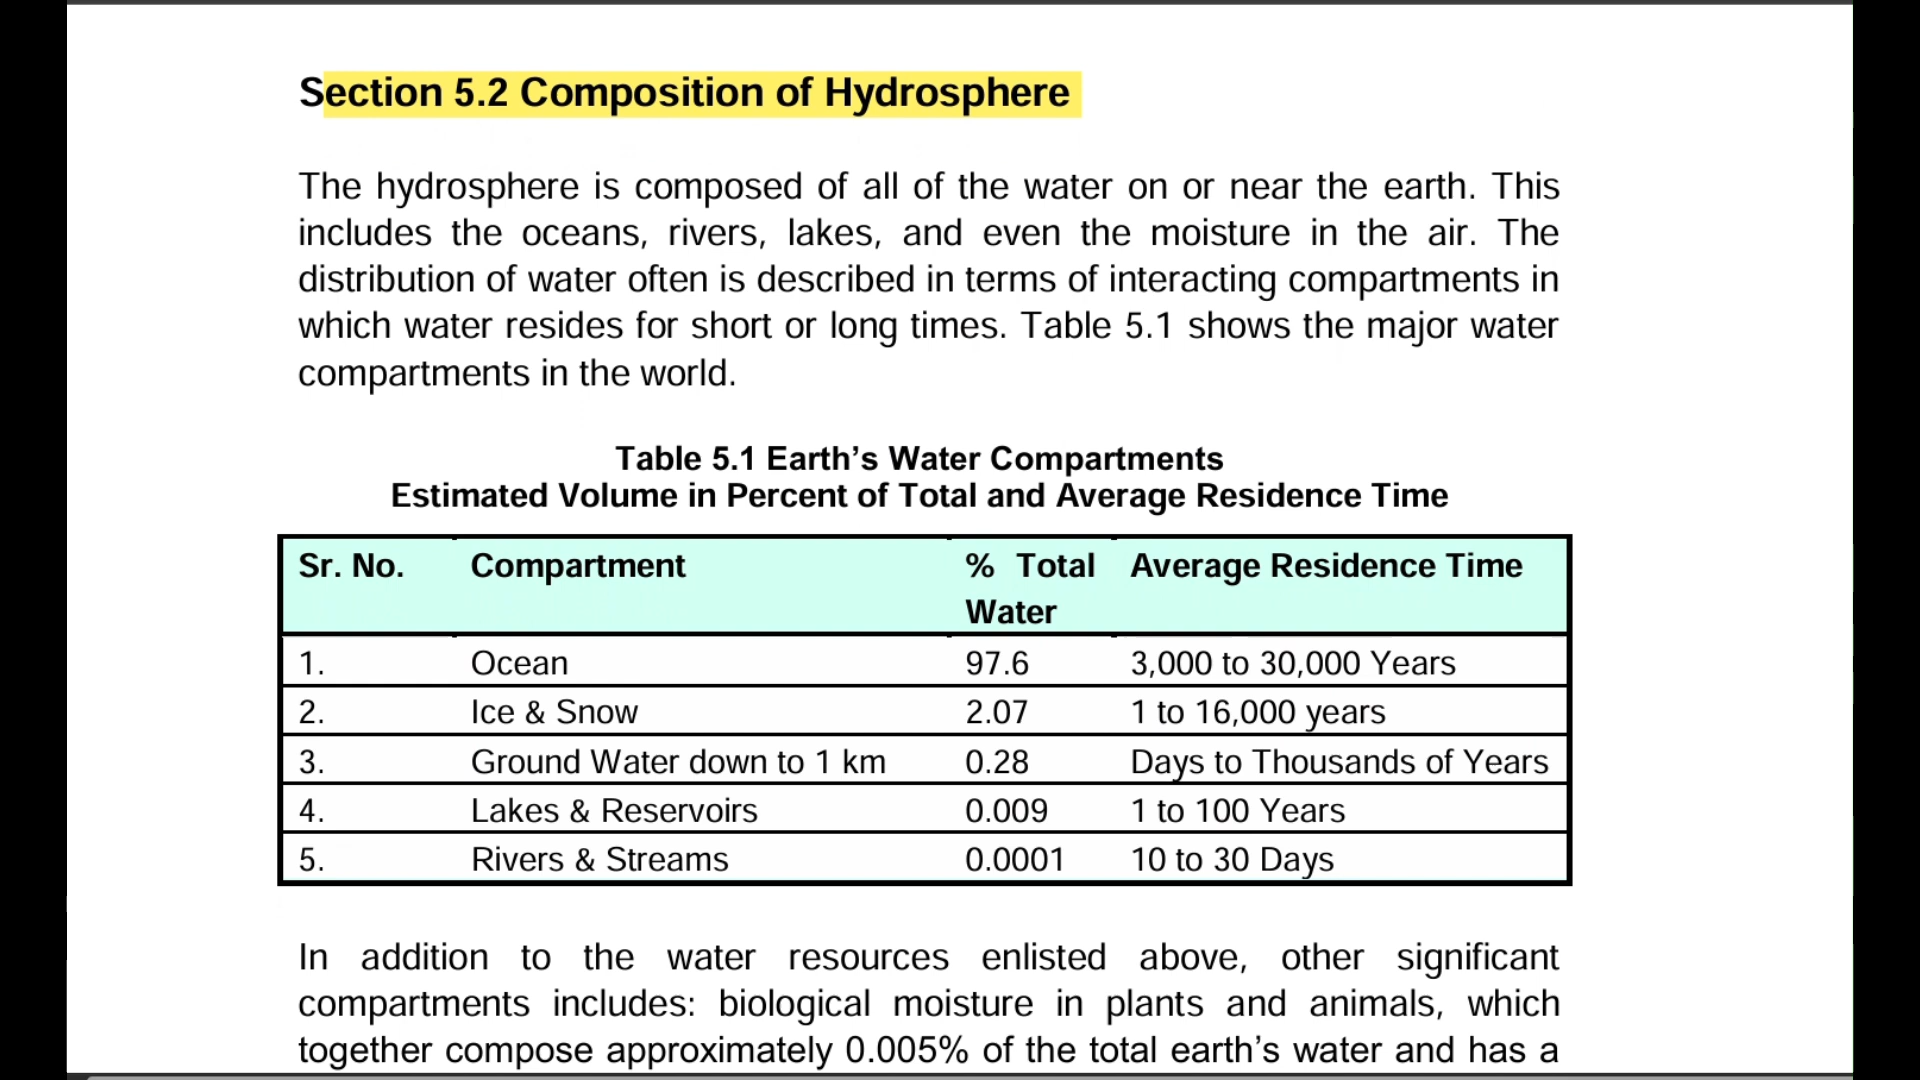 Section 5.2 Composition of Hydrosphere
The hydrosphere is composed of all of the water on or near the earth. This
includes the oceans, rivers, lakes, and even the moisture in the air. The
distribution of water often is described in terms of interacting compartments in
which water resides for short or long times. Table 5.1 shows the major water
compartments in the world.
Table 5.1 Earth’s Water Compartments
Estimated Volume in Percent of Total and Average Residence Time
Sr. No. Compartment % Total Average Residence Time
Water
1. Ocean 97.6 3,000 to 30,000 Years
2. Ice & Snow 2.07 1 to 16,000 years
3. Ground Water down to 1 km 0.28 Days to Thousands of Years
4. Lakes & Reservoirs 0.009 1 to 100 Years
5. Rivers & Streams 0.0001 10 to 30 Days
In addition to the water resources enlisted above, other significant
compartments includes: biological moisture in plants and animals, which
together compose approximately 0.005% of the total earth’s water and has a